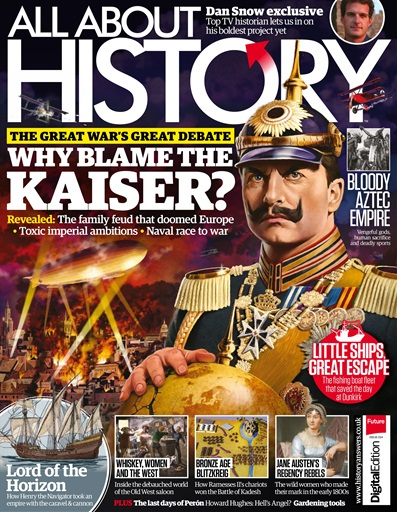 ALL ABOUT
HISTORY
Dan Snow exclusive
Top TV historian lets us in on
his boldest project yet
THE GREAT WAR'S GREAT DEBATE
WHY BLAME THE
KAISER?
Revealed: The family feud that doomed Europe
• Toxic imperial ambitions • Naval race to war
BLOODY
AZTEC
EMPIRE
Vengeful gods,
human sacrifice
and deadly sports
LITTLE SHIPS,
GREAT ESCAPE
The fishing boat fleet
that saved the day
at Dunkirk
Lord of the
Horizon
How Henry the Navigator took an
empire with the caravel & cannon
WHISKEY, WOMEN
AND THE WEST
Inside the debauched world
of the Old West saloon
BRONZE AGE
BLITZKREIG
How Ramesses II's chariots
won the Battle of Kadesh
JANE AUSTEN'S
REGENCY REBELS
The wild women who made
their mark in the early 1800s
PLUS The last days of Perón Howard Hughes: Hell's Angel? Gardening tools
Future
www.historyanswers.co.uk
DigitalEdition